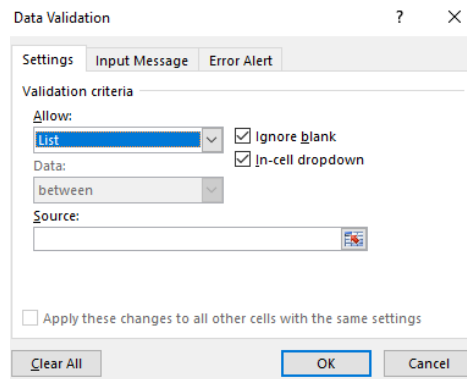 Data Validation ? ×
Settings Input Message Error Alert
Validation criteria
Allow:
List Ignore blank
In-cell dropdown
Data:
between
Source:
Apply these changes to all other cells with the same settings
Clear All OK Cancel